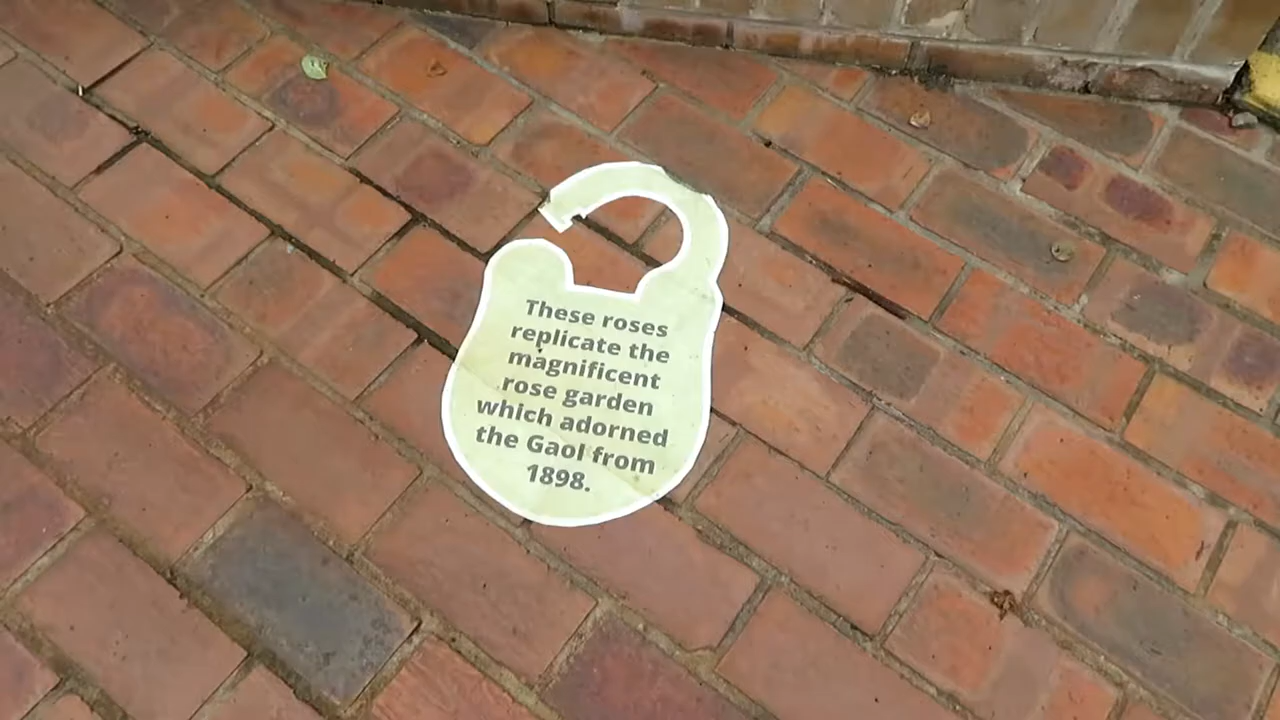 These roses
replicate the
magnificent
rose garden
which adorned
the Gaol from
1898.